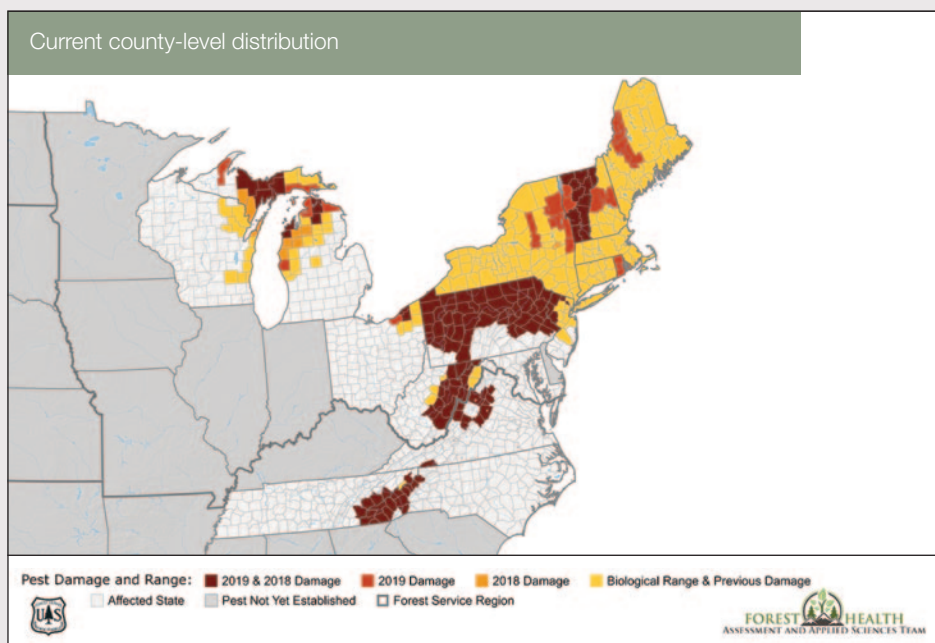 Current county-level distribution
Pest Damage and Range: 2019 & 2018 Damage 2019 Damage 2018 Damage Biological Range & Previous Damage
Affected State Pest Not Yet Established Forest Service Region
UAS
FOREST HEALTH
ASSESSMENT AND APPLIED SCIENCES TEAM